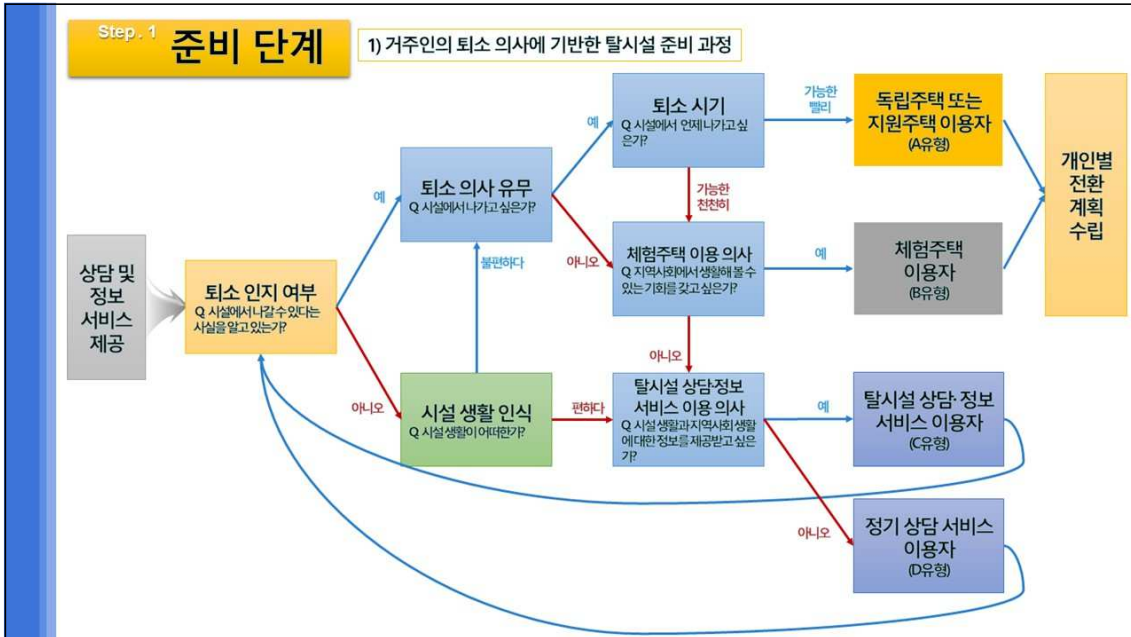 Step . 1
준비 단계
1) 거주인의 퇴소 의사에 기반한 탈시설 준비 과정
상담 및
정보
서비스
제공
퇴소 인지 여부
Q 시설에서 나갈 수 있다는
사실을 알고 있는가?
예
아니오
퇴소 의사 유무
Q 시설에서 나가고 싶은가?
불편하다
시설 생활 인식
Q 시설 생활이 어떠한가?
예
아니오
편하다
퇴소 시기
Q 시설에서 언제 나가고 싶
은가?
가능한
천천히
체험주택 이용 의사
Q 지역사회에서 생활해 볼 수
있는 기회를 갖고 싶은가?
아니오
탈시설 상담·정보
서비스 이용 의사
Q 시설 생활과 지역사회 생활
에 대한 정보를 제공받고 싶은
가?
가능한
빨리
예
예
아니오
독립주택 또는
지원주택 이용자
(A유형)
체험주택
이용자
(B유형)
탈시설 상담· 정보
서비스 이용자
(C유형)
정기 상담 서비스
이용자
(D유형)
개인별
전환
계획
수립